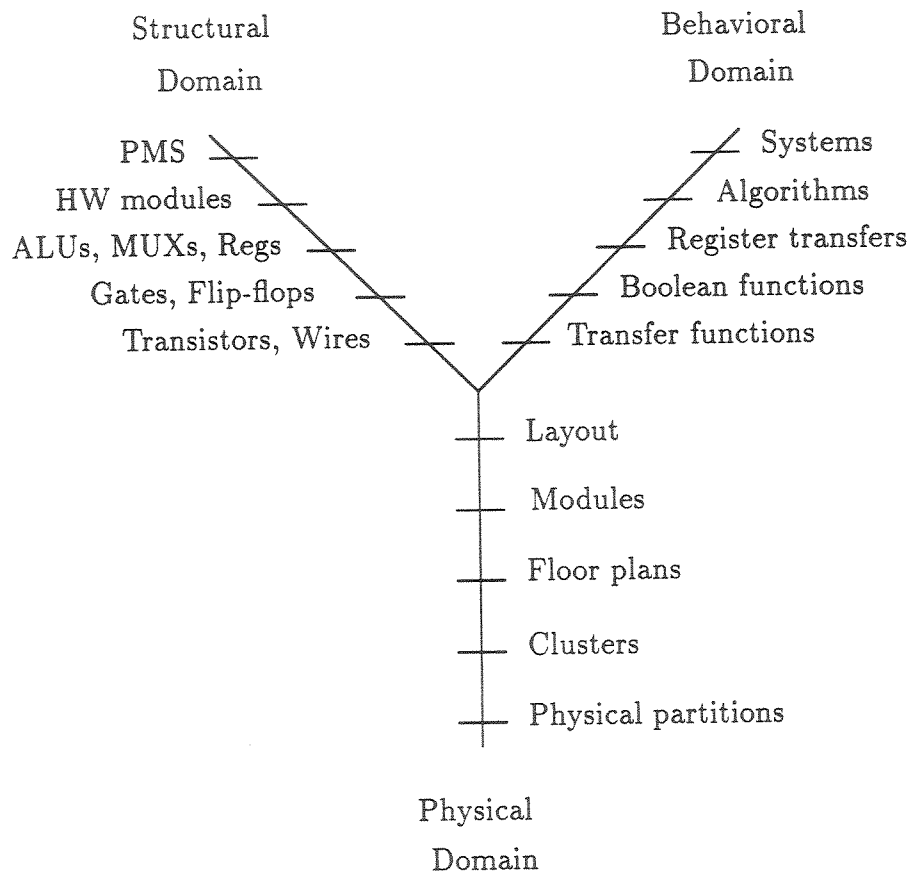 Structural
Domain
Behavioral
Domain
PMS
HW modules
ALUs, MUXs, Regs
Gates, Flip-flops
Transistors, Wires
Systems
Algorithms
Register transfers
Boolean functions
Transfer functions
Layout
Modules
Floor plans
Clusters
Physical partitions
Physical
Domain